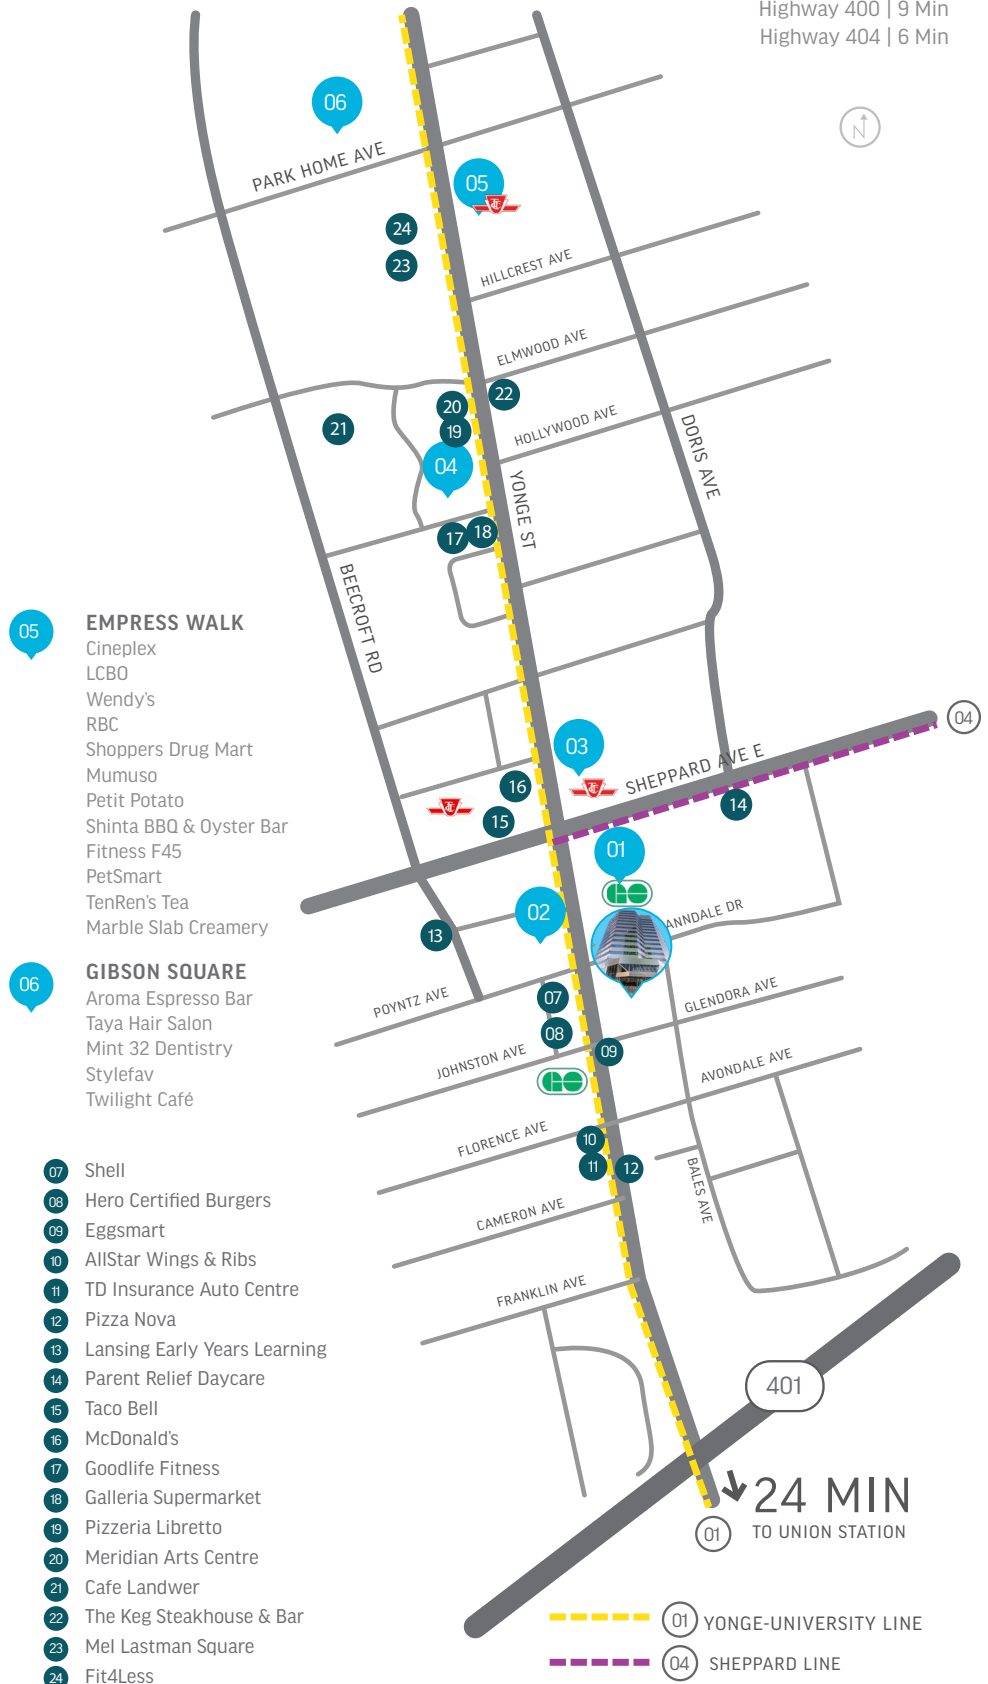 Highway 400 | 9 Min
Highway 404 | 6 Min
N
06
PARK HOME AVE
05
24
23
HILLCREST AVE
ELMWOOD AVE
22
20
19
21
HOLLYWOOD AVE
04
DORIS AVE
YONGE ST
18
17
BEECROFT RD
05
EMPRESS WALK
Cineplex
LCBO
Wendy's
RBC
Shoppers Drug Mart
Mumuso
Petit Potato
Shinta BBQ & Oyster Bar
Fitness F45
PetSmart
TenRen's Tea
Marble Slab Creamery
06
GIBSON SQUARE
Aroma Espresso Bar
Taya Hair Salon
Mint 32 Dentistry
Stylefav
Twilight Café
04
03
SHEPPARD AVE E
16
15
14
01
GO
02
ANNDALE DR
13
POYNTZ AVE
07
GLENDORA AVE
08
JOHNSTON AVE
09
AVONDALE AVE
GO
FLORENCE AVE
10
11
12
BALES AVE
CAMERON AVE
FRANKLIN AVE
401
24 MIN
TO UNION STATION
01
07 Shell
08 Hero Certified Burgers
09 Eggsmart
10 AllStar Wings & Ribs
11 TD Insurance Auto Centre
12 Pizza Nova
13 Lansing Early Years Learning
14 Parent Relief Daycare
15 Taco Bell
16 McDonald's
17 Goodlife Fitness
18 Galleria Supermarket
19 Pizzeria Libretto
20 Meridian Arts Centre
21 Cafe Landwer
22 The Keg Steakhouse & Bar
23 Mel Lastman Square
24 Fit4Less
01 YONGE-UNIVERSITY LINE
04 SHEPPARD LINE